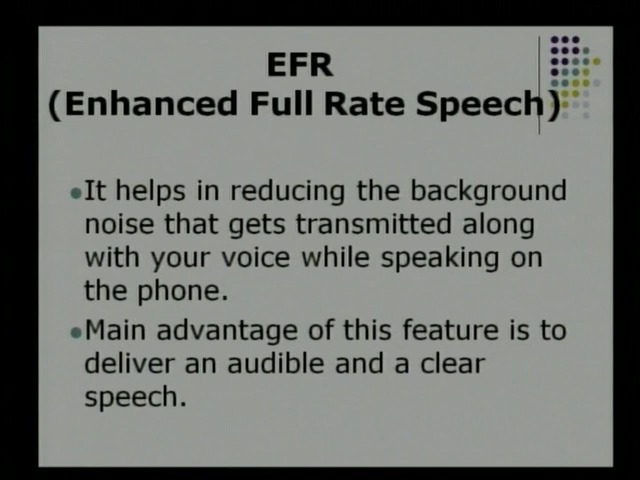 EFR
(Enhanced Full Rate Speech)
It helps in reducing the background
noise that gets transmitted along
with your voice while speaking on
the phone.
Main advantage of this feature is to
deliver an audible and a clear
speech.